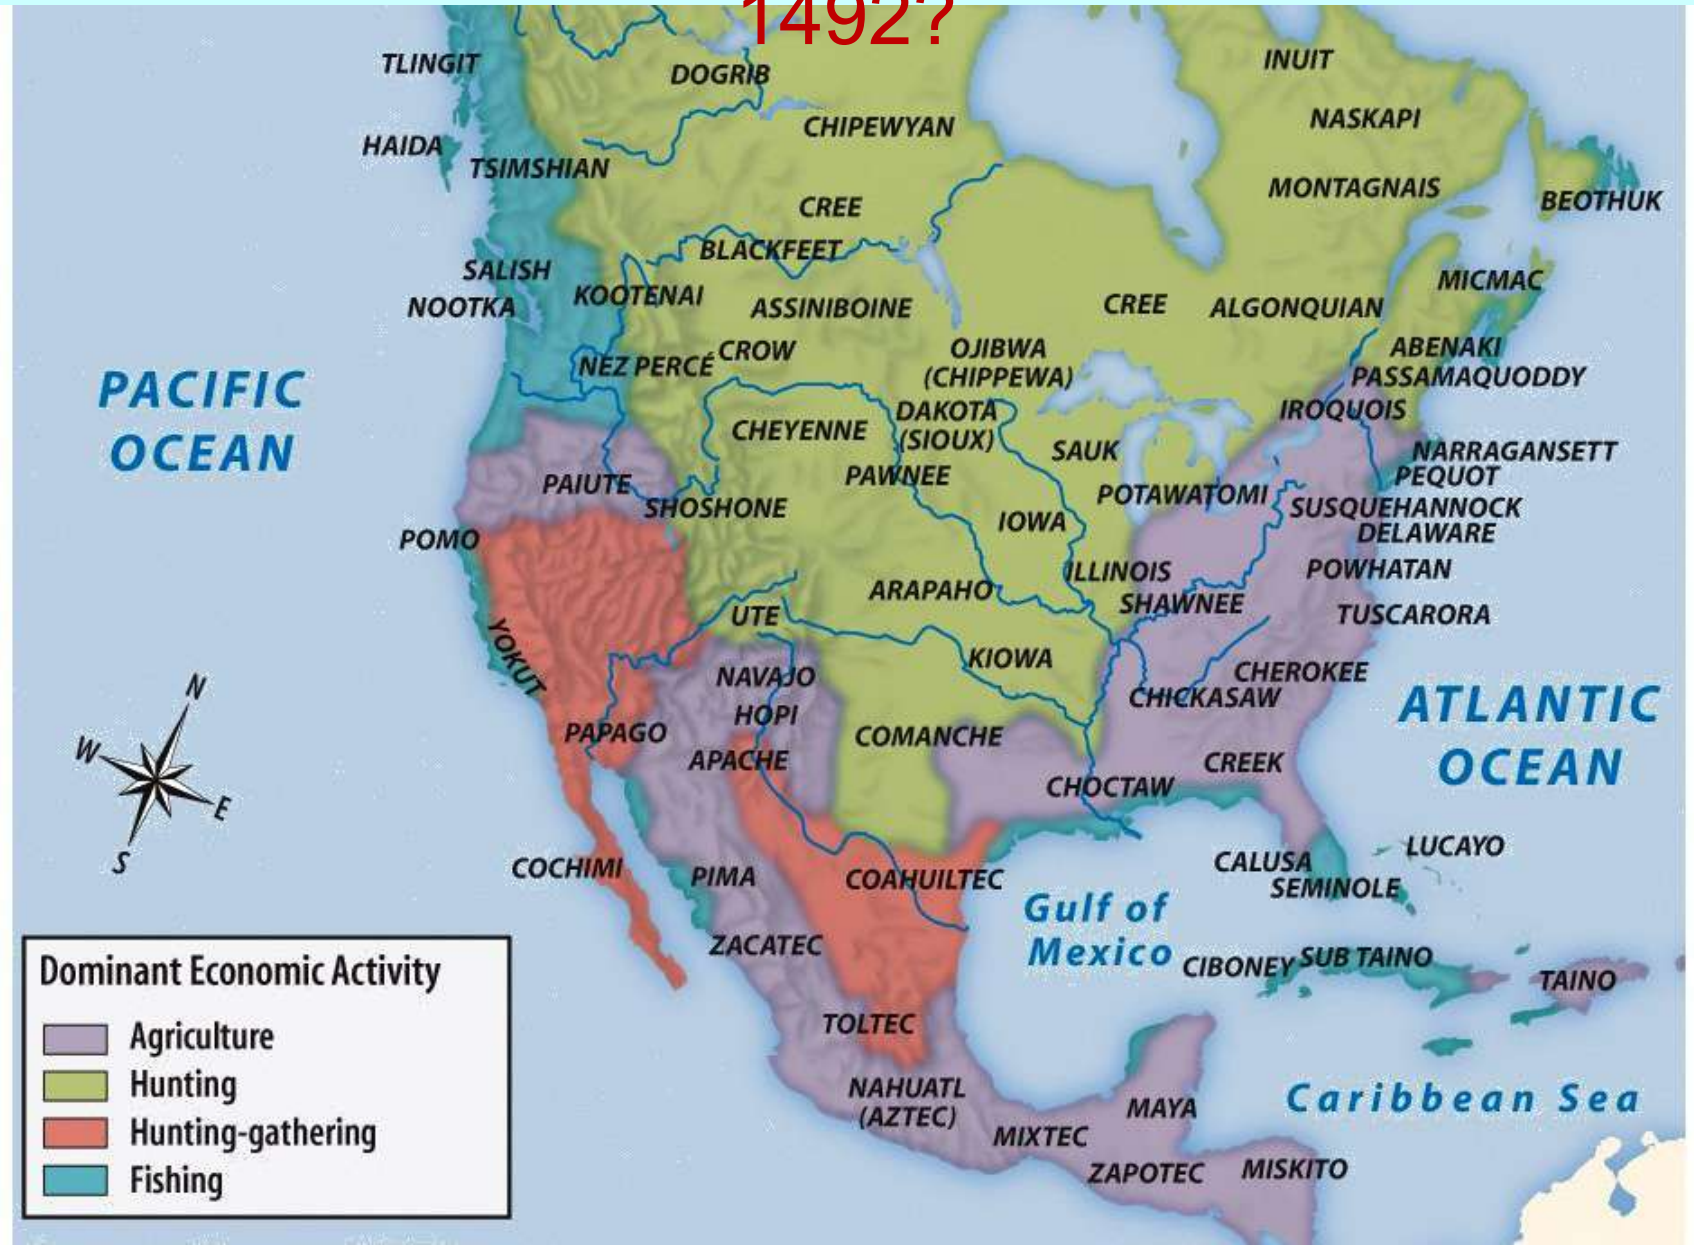 1492?
TLINGIT
DOGRIB
INUIT
CHIPEWYAN
NASKAPI
HAIDA
TSIMSHIAN
MONTAGNAIS
BEOTHUK
CREE
BLACKFEET
SALISH
MICMAC
NOOTKA
KOOTENAI
ASSINIBOINE
CREE
ALGONQUIAN
NEZ PERCÉ
CROW
OJIBWA
(CHIPPEWA)
ABENAKI
PASSAMAQUODDY
PACIFIC
OCEAN
CHEYENNE
DAKOTA
(SIOUX)
IROQUOIS
SAUK
NARRAGANSETT
PEQUOT
PAIUTE
PAWNEE
POTAWATOMI
SUSQUEHANNOCK
DELAWARE
SHOSHONE
IOWA
POMO
ILLINOIS
POWHATAN
ARAPAHO
SHAWNEE
TUSCARORA
UTE
YOKUT
KIOWA
CHEROKEE
CHICKASAW
NAVAJO
HOPI
ATLANTIC
OCEAN
PAPAGO
APACHE
COMANCHE
CREEK
CHOCTAW
N
W
E
S
LUCAYO
CALUSA
SEMINOLE
COCHIMI
PIMA
COAHUILTEC
Gulf of
Mexico
ZACATEC
CIBONEY
SUB TAINO
TAINO
TOLTEC
NAHUATL
(AZTEC)
MAYA
Caribbean Sea
MIXTEC
ZAPOTEC
MISKITO
Dominant Economic Activity
Agriculture
Hunting
Hunting-gathering
Fishing